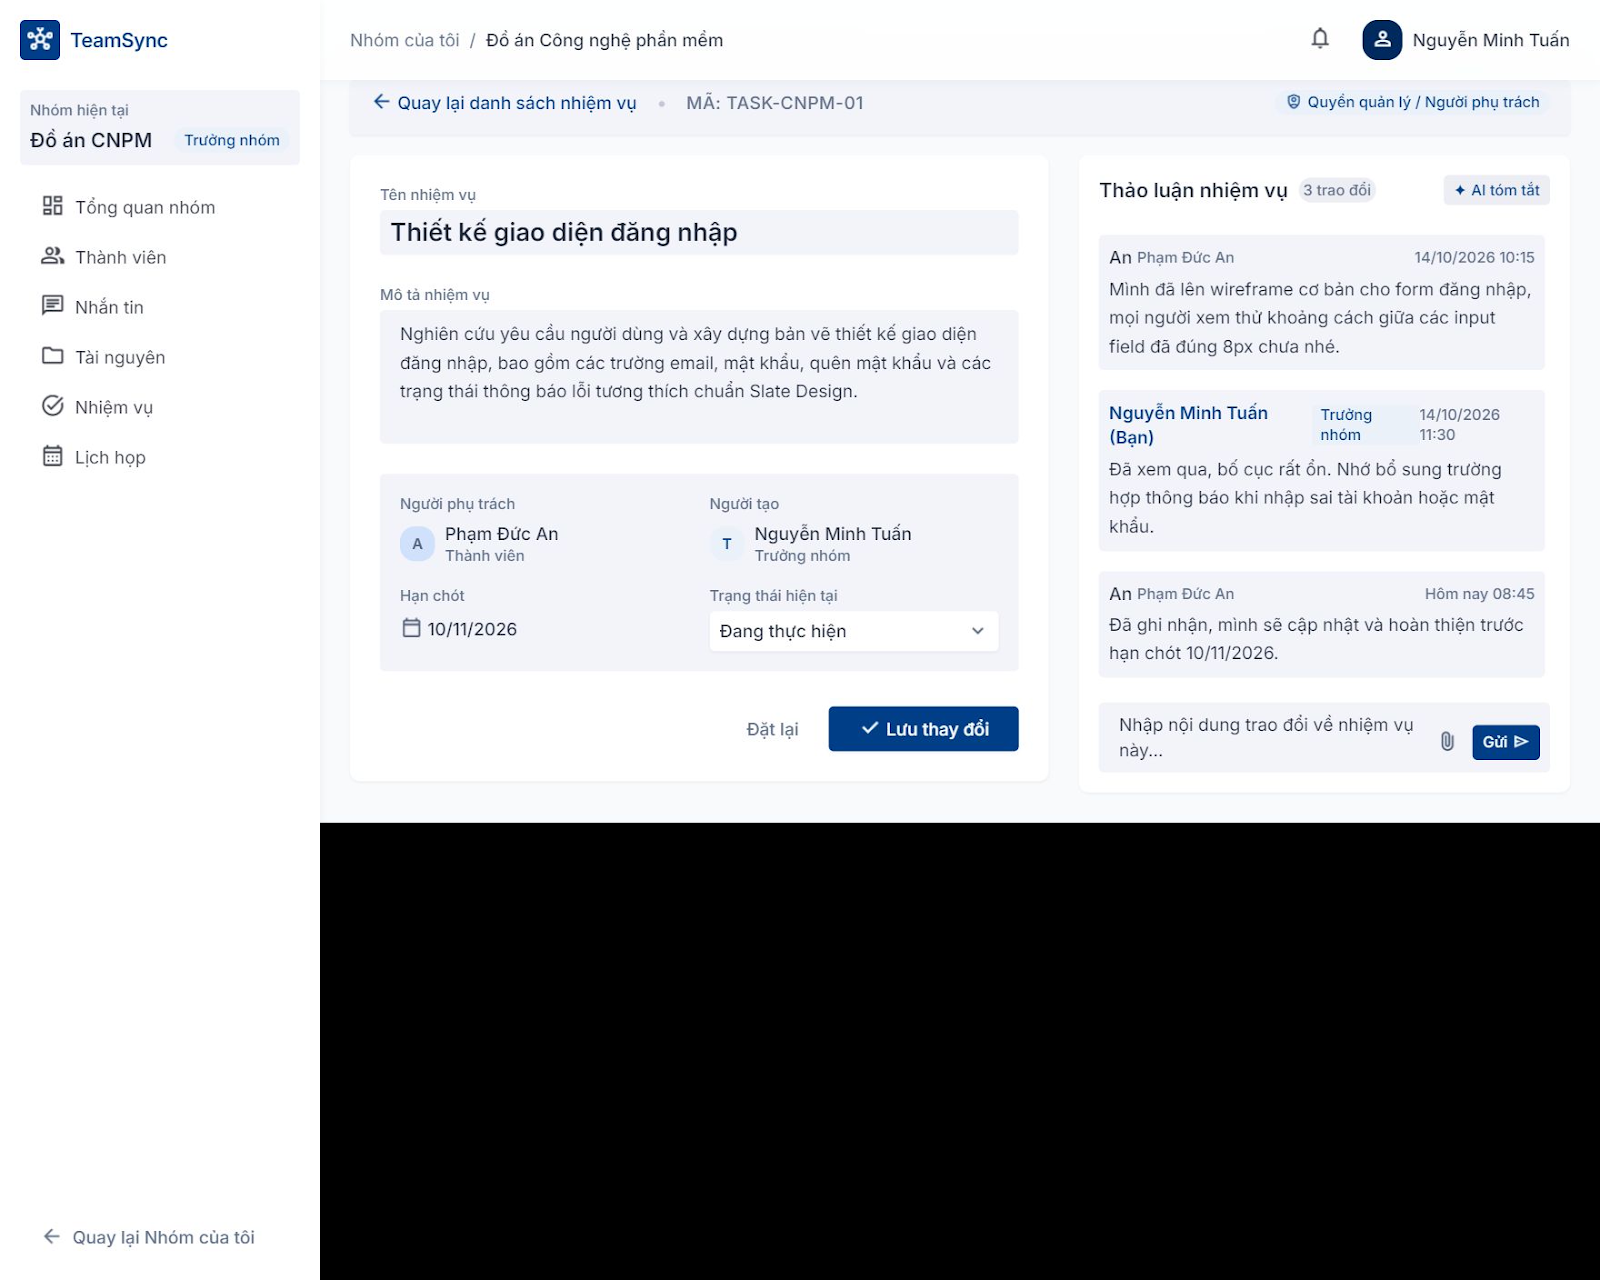 TeamSync
Nhóm hiện tại
Đồ án CNPM Trưởng nhóm
Tổng quan nhóm
Thành viên
Nhắn tin
Tài nguyên
Nhiệm vụ
Lịch họp
Quay lại Nhóm của tôi
Nhóm của tôi / Đồ án Công nghệ phần mềm
Nguyễn Minh Tuấn
Quay lại danh sách nhiệm vụ • MÃ: TASK-CNPM-01
Quyền quản lý / Người phụ trách
Tên nhiệm vụ
Thiết kế giao diện đăng nhập
Mô tả nhiệm vụ
Nghiên cứu yêu cầu người dùng và xây dựng bản vẽ thiết kế giao diện
đăng nhập, bao gồm các trường email, mật khẩu, quên mật khẩu và các
trạng thái thông báo lỗi tương thích chuẩn Slate Design.
Người phụ trách
A
Phạm Đức An
Thành viên
Người tạo
T
Nguyễn Minh Tuấn
Trưởng nhóm
Hạn chót
10/11/2026
Trạng thái hiện tại
Đang thực hiện
Đặt lại
Lưu thay đổi
Thảo luận nhiệm vụ 3 trao đổi
AI tóm tắt
An Phạm Đức An 14/10/2026 10:15
Mình đã lên wireframe cơ bản cho form đăng nhập,
mọi người xem thử khoảng cách giữa các input
field đã đúng 8px chưa nhé.
Nguyễn Minh Tuấn
(Bạn)
Trưởng
nhóm
14/10/2026
11:30
Đã xem qua, bố cục rất ổn. Nhớ bổ sung trường
hợp thông báo khi nhập sai tài khoản hoặc mật
khẩu.
An Phạm Đức An Hôm nay 08:45
Đã ghi nhận, mình sẽ cập nhật và hoàn thiện trước
hạn chót 10/11/2026.
Nhập nội dung trao đổi về nhiệm vụ
này...
Gửi